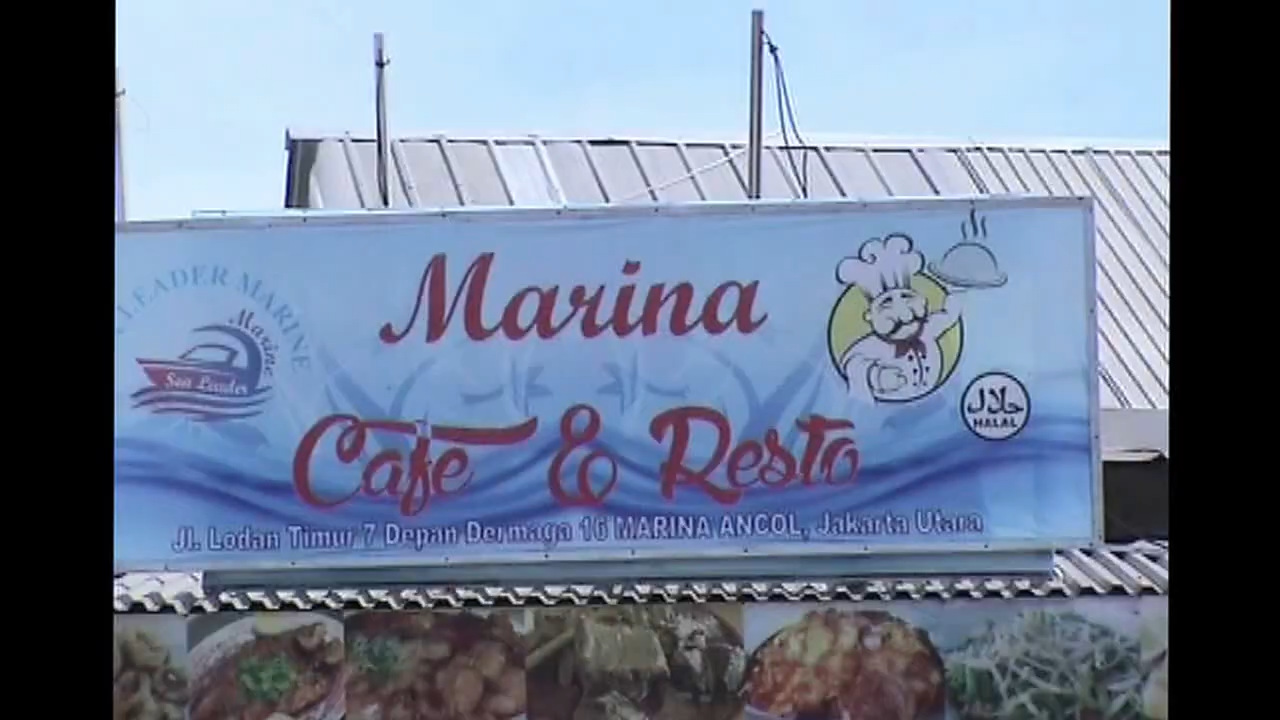 LEADER MARINE
Marine
Sea Leader
Marina
Cafe & Resto
حلال
HALAL
Jl. Lodan Timur 7 Depan Dermaga 16 MARINA ANCOL, Jakarta Utara